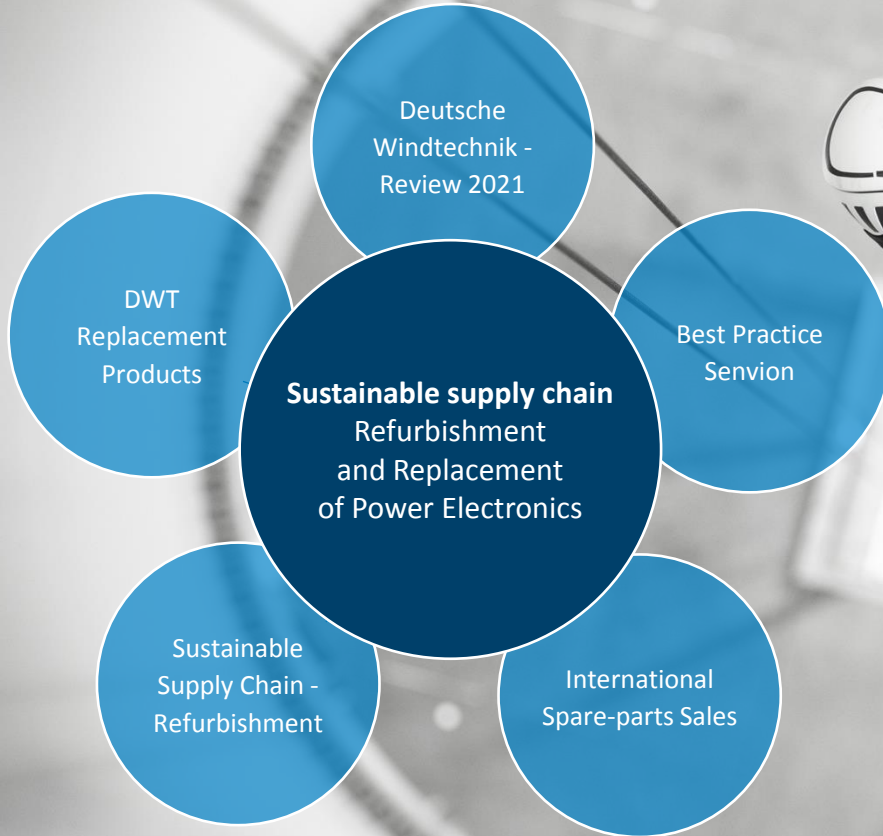 Deutsche
Windtechnik -
Review 2021
DWT
Replacement
Products
Best Practice
Senvion
Sustainable supply chain
Refurbishment
and Replacement
of Power Electronics
Sustainable
Supply Chain -
Refurbishment
International
Spare-parts Sales